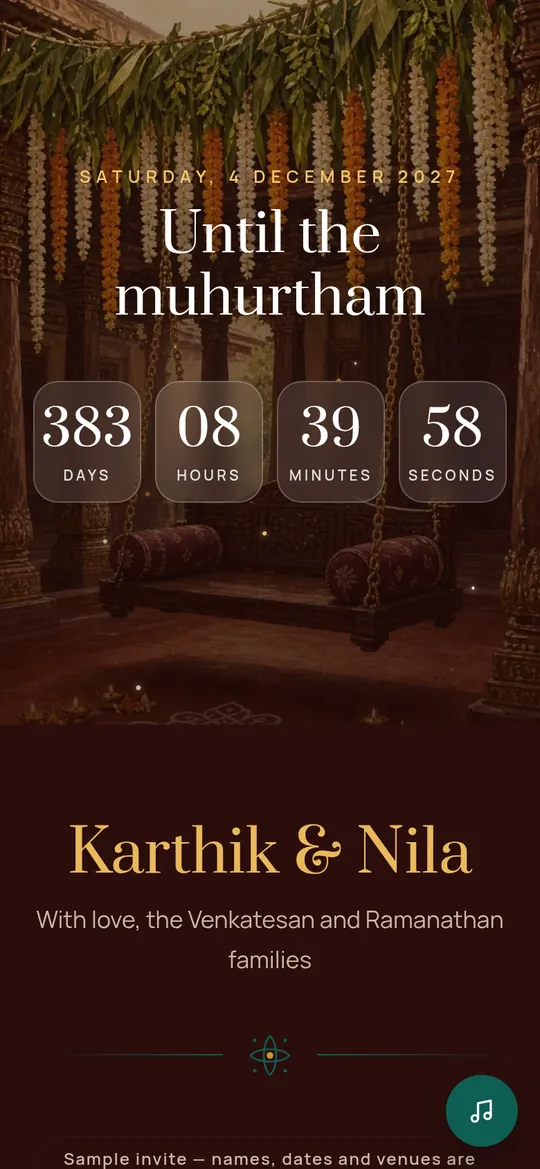 SATURDAY, 4 DECEMBER 2027
Until the
muhurtham
383 08 39 58
DAYS HOURS MINUTES SECONDS
Karthik & Nila
With love, the Venkatesan and Ramanathan
families
Sample invite — names, dates and venues are